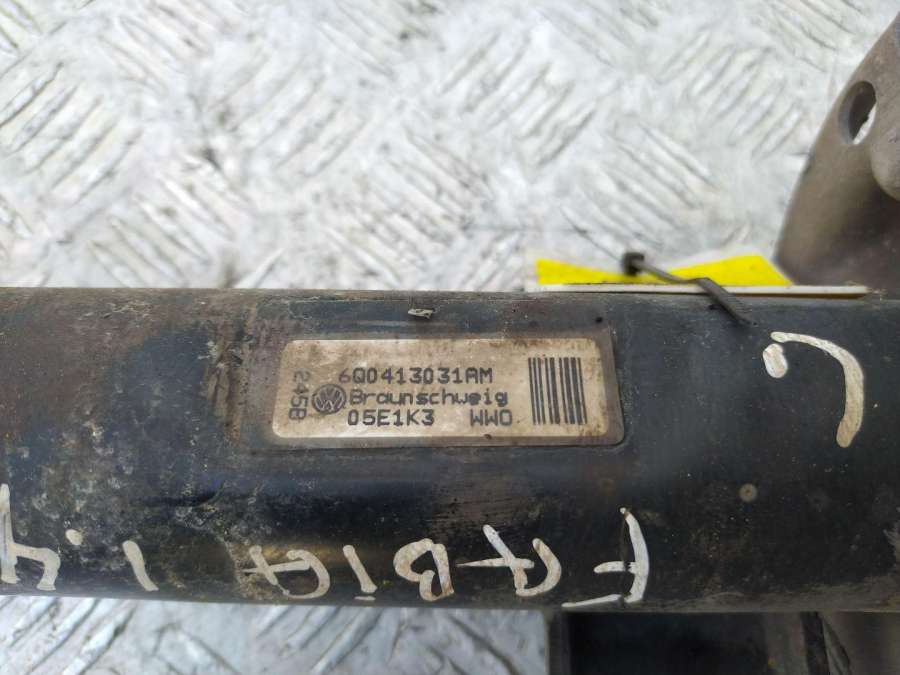 6Q0413031AM
Braunschweig
05E1K3 WWO
245B
FABIA 1.4